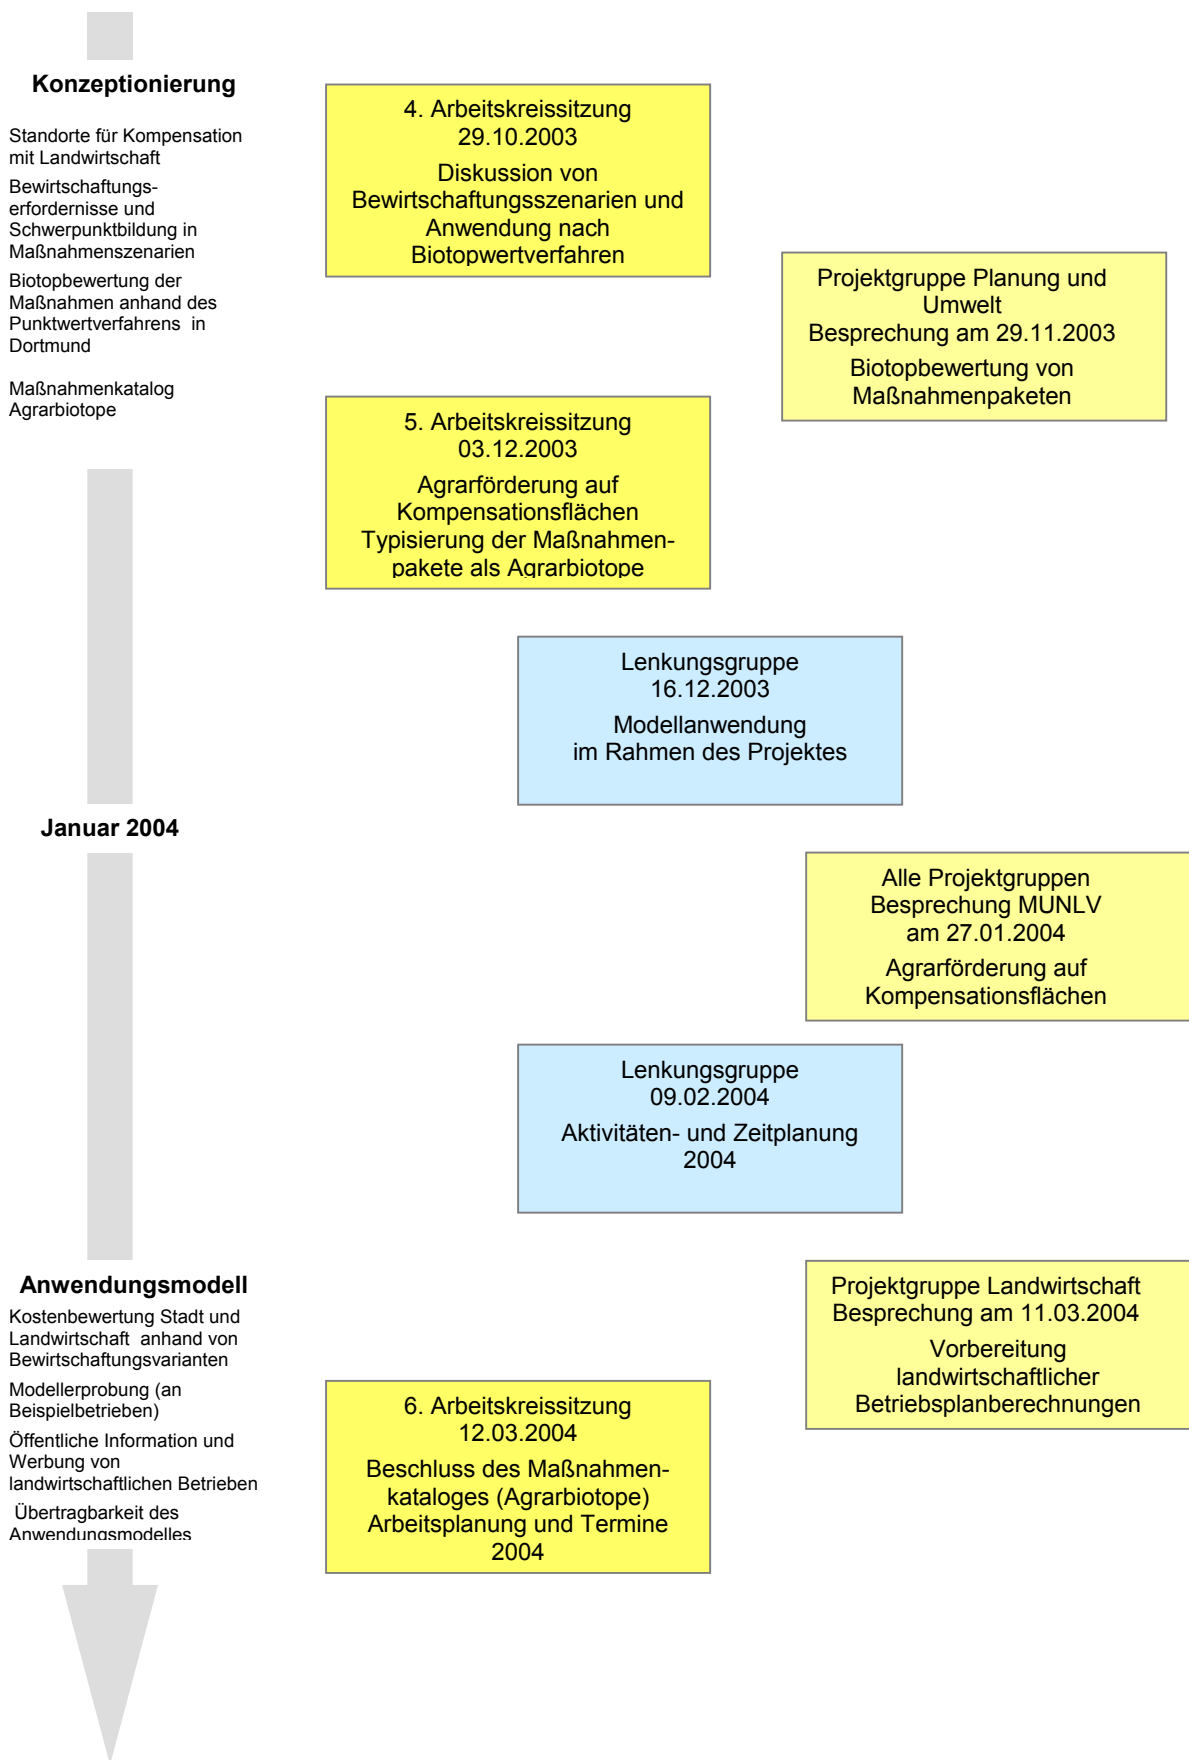 Konzeptionierung
Standorte für Kompensation
mit Landwirtschaft
Bewirtschaftungs-
erfordernisse und
Schwerpunktbildung in
Maßnahmenszenarien
Biotopbewertung der
Maßnahmen anhand des
Punktwertverfahrens in
Dortmund
Maßnahmenkatalog
Agrarbiotope
4. Arbeitskreissitzung
29.10.2003
Diskussion von
Bewirtschaftungsszenarien und
Anwendung nach
Biotopwertverfahren
Projektgruppe Planung und
Umwelt
Besprechung am 29.11.2003
Biotopbewertung von
Maßnahmenpaketen
5. Arbeitskreissitzung
03.12.2003
Agrarförderung auf
Kompensationsflächen
Typisierung der Maßnahmen-
pakete als Agrarbiotope
Lenkungsgruppe
16.12.2003
Modellanwendung
im Rahmen des Projektes
Januar 2004
Alle Projektgruppen
Besprechung MUNLV
am 27.01.2004
Agrarförderung auf
Kompensationsflächen
Lenkungsgruppe
09.02.2004
Aktivitäten- und Zeitplanung
2004
Anwendungsmodell
Kostenbewertung Stadt und
Landwirtschaft anhand von
Bewirtschaftungsvarianten
Modellerprobung (an
Beispielbetrieben)
Öffentliche Information und
Werbung von
landwirtschaftlichen Betrieben
Übertragbarkeit des
Anwendungsmodelles
Projektgruppe Landwirtschaft
Besprechung am 11.03.2004
Vorbereitung
landwirtschaftlicher
Betriebsplanberechnungen
6. Arbeitskreissitzung
12.03.2004
Beschluss des Maßnahmen-
kataloges (Agrarbiotope)
Arbeitsplanung und Termine
2004